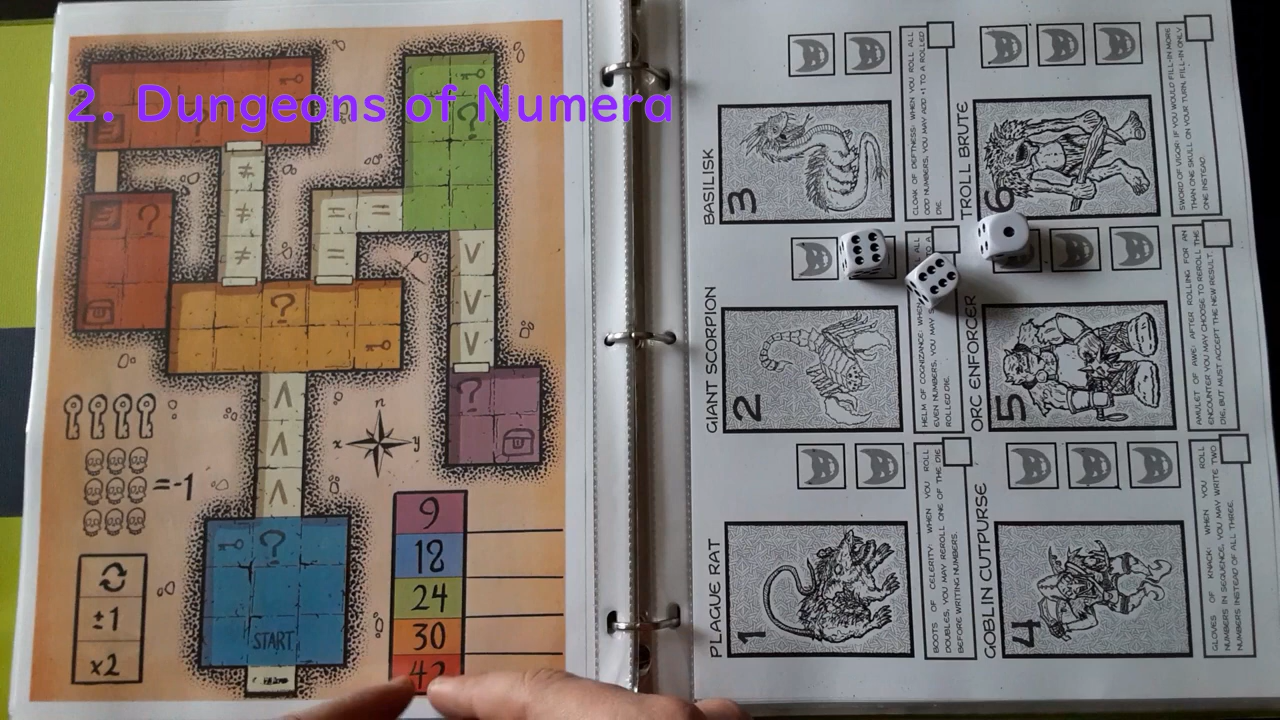 2. Dungeons of Numera
?
≠
≠
≠
?
=
=
?
V
V
V
?
?
Λ
Λ
Λ
n
x
y
= -1
?
START
±1
x2
9
18
24
30
42
PLAGUE RAT
1
BOOTS OF CELERITY: WHEN YOU ROLL
DOUBLES, YOU MAY REROLL ONE OF THE DIE
BEFORE WRITING NUMBERS.
GIANT SCORPION
2
HELM OF COGNIZANCE: WHEN
ALL
EVEN NUMBERS, YOU MAY
TO A
ROLLED DIE.
BASILISK
3
CLOAK OF DEFTNESS: WHEN YOU ROLL ALL
ODD NUMBERS, YOU MAY ADD +1 TO A ROLLED
DIE.
GOBLIN CUTPURSE
4
GLOVES OF KNACK: WHEN YOU ROLL
NUMBERS IN SEQUENCE, YOU MAY WRITE TWO
NUMBERS INSTEAD OF ALL THREE.
ORC ENFORCER
5
AMULET OF AWE: AFTER ROLLING FOR AN
ENCOUNTER YOU MAY CHOOSE TO REROLL THE
DIE, BUT MUST ACCEPT THE NEW RESULT.
TROLL BRUTE
6
SWORD OF VIGOR: IF YOU WOULD FILL-IN MORE
THAN ONE SKULL ON YOUR TURN, FILL-IN ONLY
ONE INSTEAD.